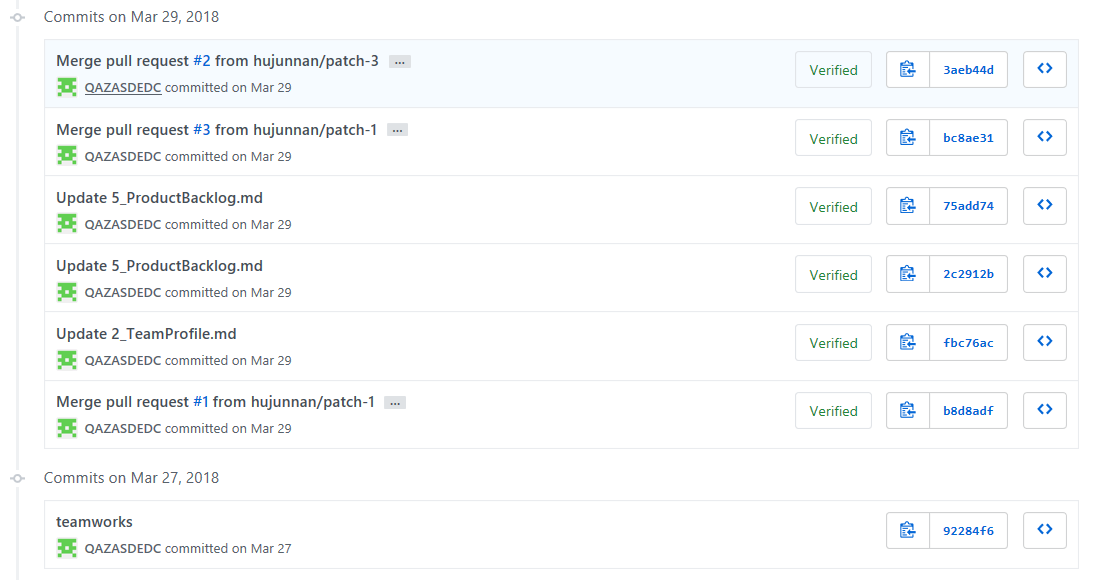 Commits on Mar 29, 2018
Merge pull request #2 from hujunnan/patch-3 ...
Verified 3aeb44d
QAZASDEDC committed on Mar 29
Merge pull request #3 from hujunnan/patch-1 ...
Verified bc8ae31
QAZASDEDC committed on Mar 29
Update 5_ProductBacklog.md
Verified 75add74
QAZASDEDC committed on Mar 29
Update 5_ProductBacklog.md
Verified 2c2912b
QAZASDEDC committed on Mar 29
Update 2_TeamProfile.md
Verified fbc76ac
QAZASDEDC committed on Mar 29
Merge pull request #1 from hujunnan/patch-1 ...
Verified b8d8adf
QAZASDEDC committed on Mar 29
Commits on Mar 27, 2018
teamworks
92284f6
QAZASDEDC committed on Mar 27